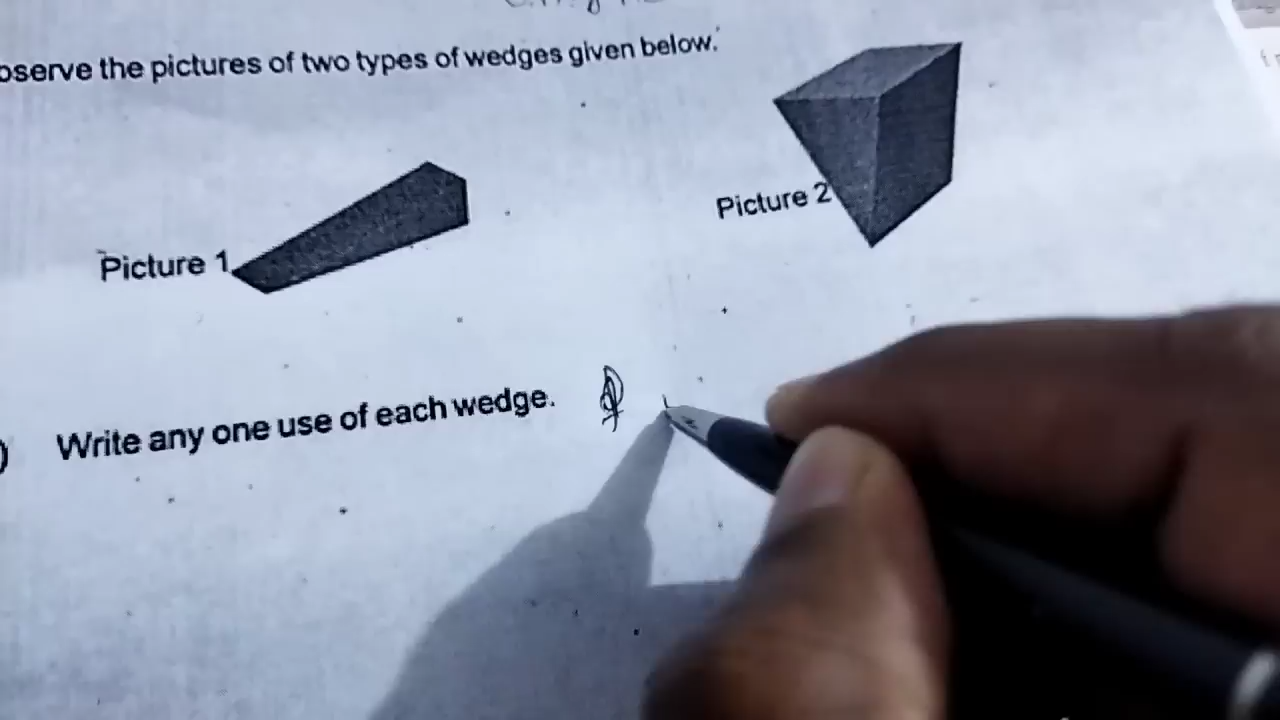 oserve the pictures of two types of wedges given below.
Picture 2
Picture 1
) Write any one use of each wedge.